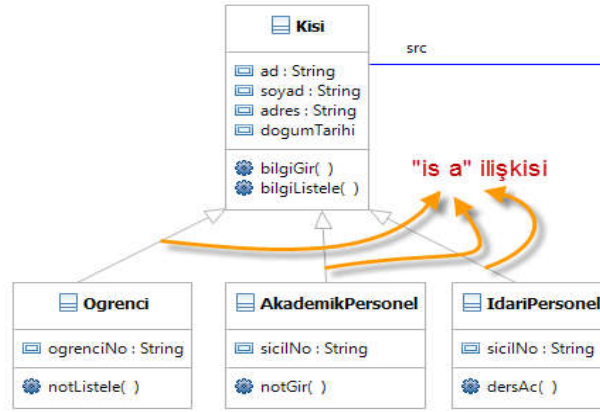 Kisi
src
ad : String
soyad : String
adres : String
dogumTarihi
bilgiGir( )
bilgiListele( )
"is a" ilişkisi
Ogrenci
ogrenciNo : String
notListele( )
AkademikPersonel
sicilNo : String
notGir( )
IdariPersonel
sicilNo : String
dersAc( )